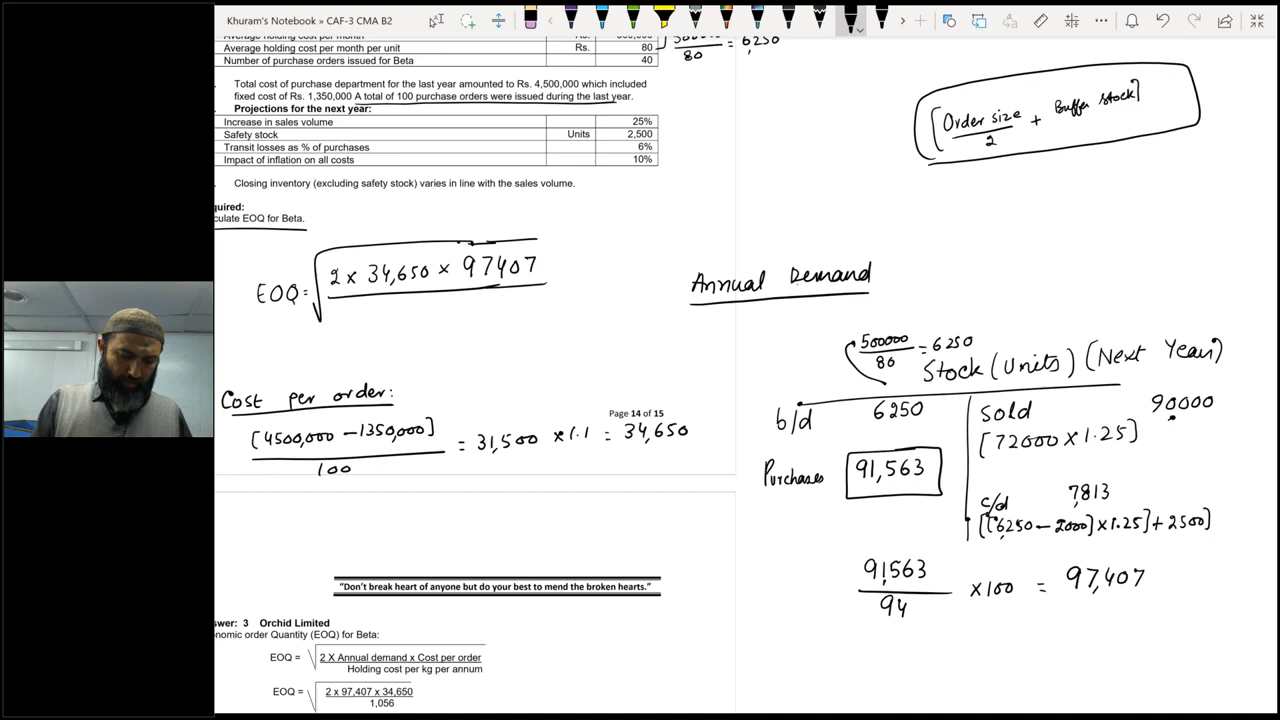 Khuram's Notebook » CAF-3 CMA B2
Average holding cost per month Rs.
Average holding cost per month per unit Rs. 80
80 = 6250
Number of purchase orders issued for Beta 40
Total cost of purchase department for the last year amounted to Rs. 4,500,000 which included
fixed cost of Rs. 1,350,000 A total of 100 purchase orders were issued during the last year.
Projections for the next year:
Increase in sales volume 25%
Safety stock Units 2,500
Transit losses as % of purchases 6%
Impact of inflation on all costs 10%
Closing inventory (excluding safety stock) varies in line with the sales volume.
quired:
culate EOQ for Beta.
[Order size + Buffer stock]
2
EOQ = √ 2 × 34,650 × 97407
Annual Demand
500000 = 6250
80
Stock (Units) (Next Year)
b/d 6250
Sold 90000
[72000 × 1.25]
Purchases 91,563
c/d 7813
[[6250 - 2000] × 1.25] + 2500]
91,563 × 100 = 97,407
94
Cost per order:
[4500,000 - 1350,000] = 31,500 × 1.1 = 34,650
100
Page 14 of 15
"Don't break heart of anyone but do your best to mend the broken hearts."
swer: 3 Orchid Limited
nomic order Quantity (EOQ) for Beta:
EOQ = √ 2 X Annual demand x Cost per order
Holding cost per kg per annum
EOQ = √ 2 x 97,407 x 34,650
1,056